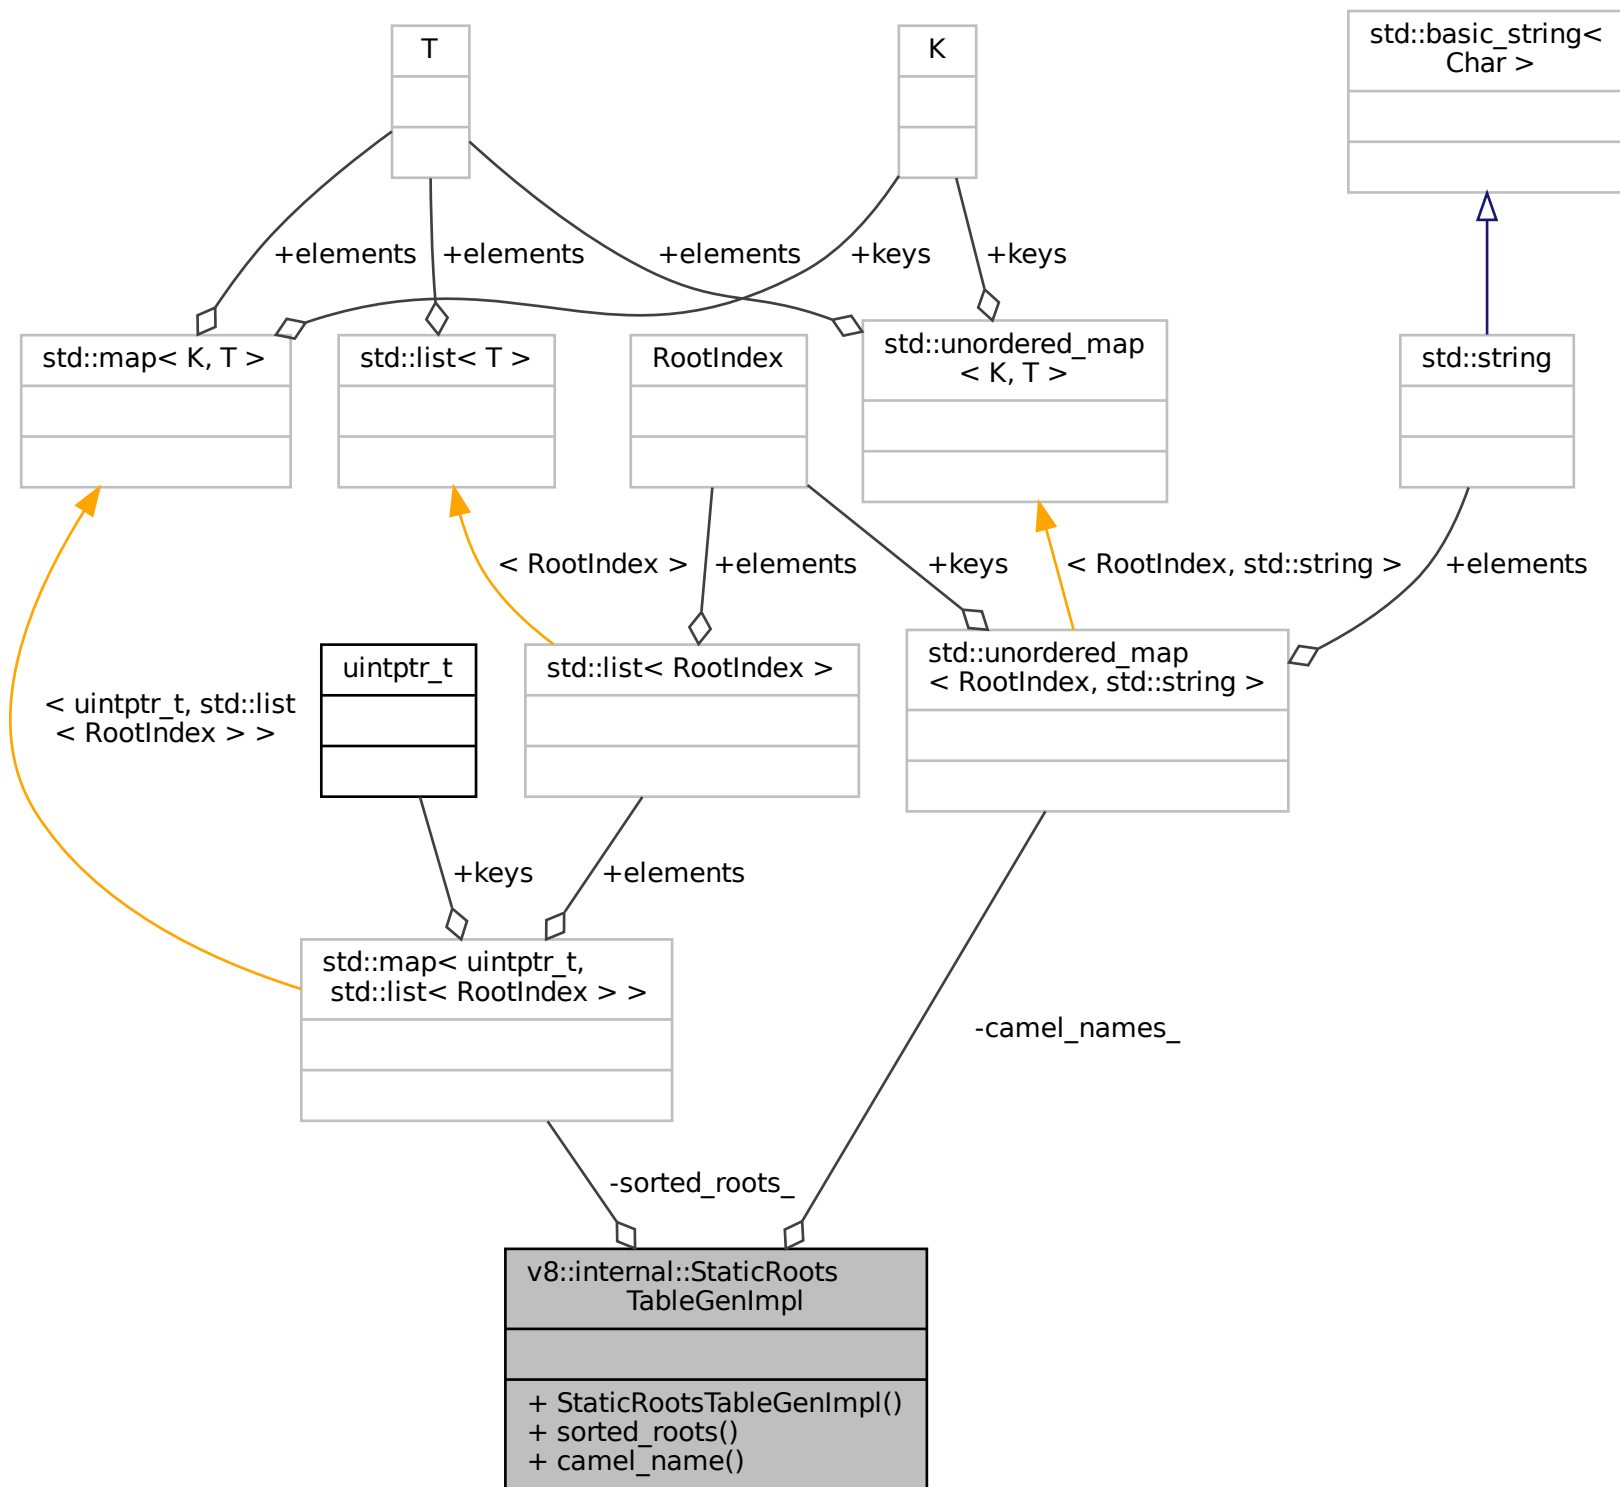 T
K
std::basic_string<
Char >
+elements
+elements
+elements
+keys
+keys
std::map< K, T >
std::list< T >
RootIndex
std::unordered_map
< K, T >
std::string
< RootIndex >
+elements
+keys
< RootIndex, std::string >
+elements
< uintptr_t, std::list
< RootIndex > >
uintptr_t
std::list< RootIndex >
std::unordered_map
< RootIndex, std::string >
+keys
+elements
std::map< uintptr_t,
std::list< RootIndex > >
-camel_names_
-sorted_roots_
v8::internal::StaticRoots
TableGenImpl
+ StaticRootsTableGenImpl()
+ sorted_roots()
+ camel_name()